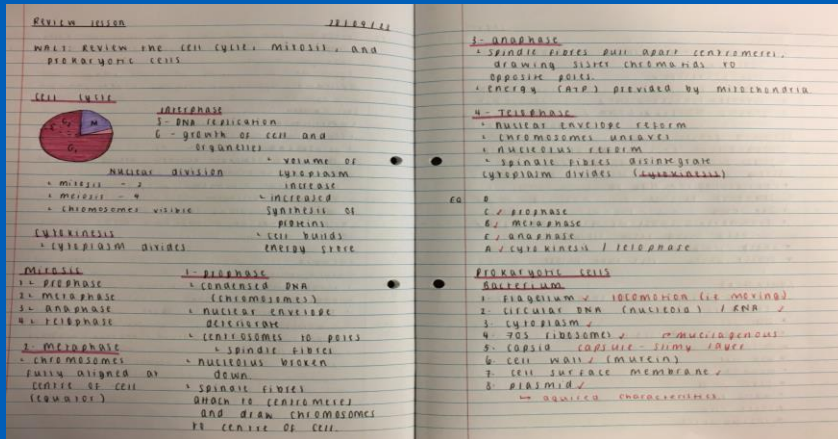 Review lesson
WALT: Review the cell cycle, mitosis, and
prokaryotic cells
Cell cycle
M
S
G₁
Interphase
S - DNA replication
G - growth of cell and
organelles
• volume of
cytoplasm
increase
• increased
synthesis of
proteins
• cell builds
energy store
Nuclear division
• mitosis - 2
• meiosis - 4
• chromosomes visible
Cytokinesis
• cytoplasm divides
Mitosis
1 • prophase
2 • metaphase
3 • anaphase
4 • telophase
2- metaphase
• chromosomes
fully aligned at
centre of cell
(equator)
1- prophase
• condensed DNA
(chromosomes)
• nuclear envelope
deteriorate
• centrosomes to poles
• spindle fibres
• nucleolus broken
down.
• spindle fibres
attach to centromeres
and draw chromosomes
to centre of cell.
3- anaphase
• spindle fibres pull apart centromeres,
drawing sister chromatids to
opposite poles.
• energy (ATP) provided by mitochondria
4- Telophase
• nuclear envelope reform
• chromosomes unravel
• nucleolus reform
• spindle fibres disintegrate
cytoplasm divides (cytokinesis)
EQ D
C prophase
B, metaphase
E, anaphase
A cytokinesis / telophase
Prokaryotic cells
Bacterium
1. Flagellum locomotion (ie moving)
2. circular DNA (nucleoid) / RNA
3. cytoplasm
4. 70s ribosomes
5. capsid capsule - slimy layer
6. cell wall (murein)
7. cell surface membrane
8. plasmid